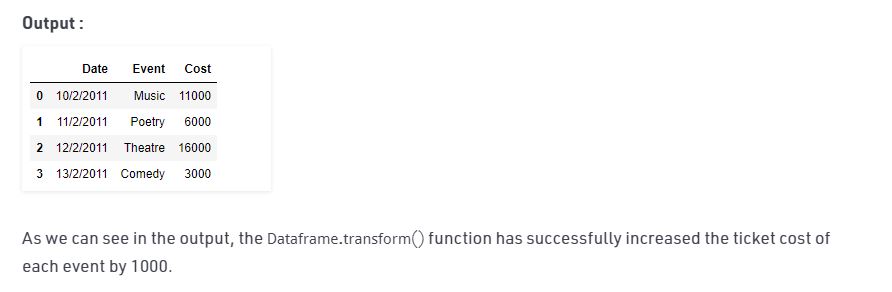 Output :
Date Event Cost
0 10/2/2011 Music 11000
1 11/2/2011 Poetry 6000
2 12/2/2011 Theatre 16000
3 13/2/2011 Comedy 3000
As we can see in the output, the Dataframe.transform() function has successfully increased the ticket cost of
each event by 1000.